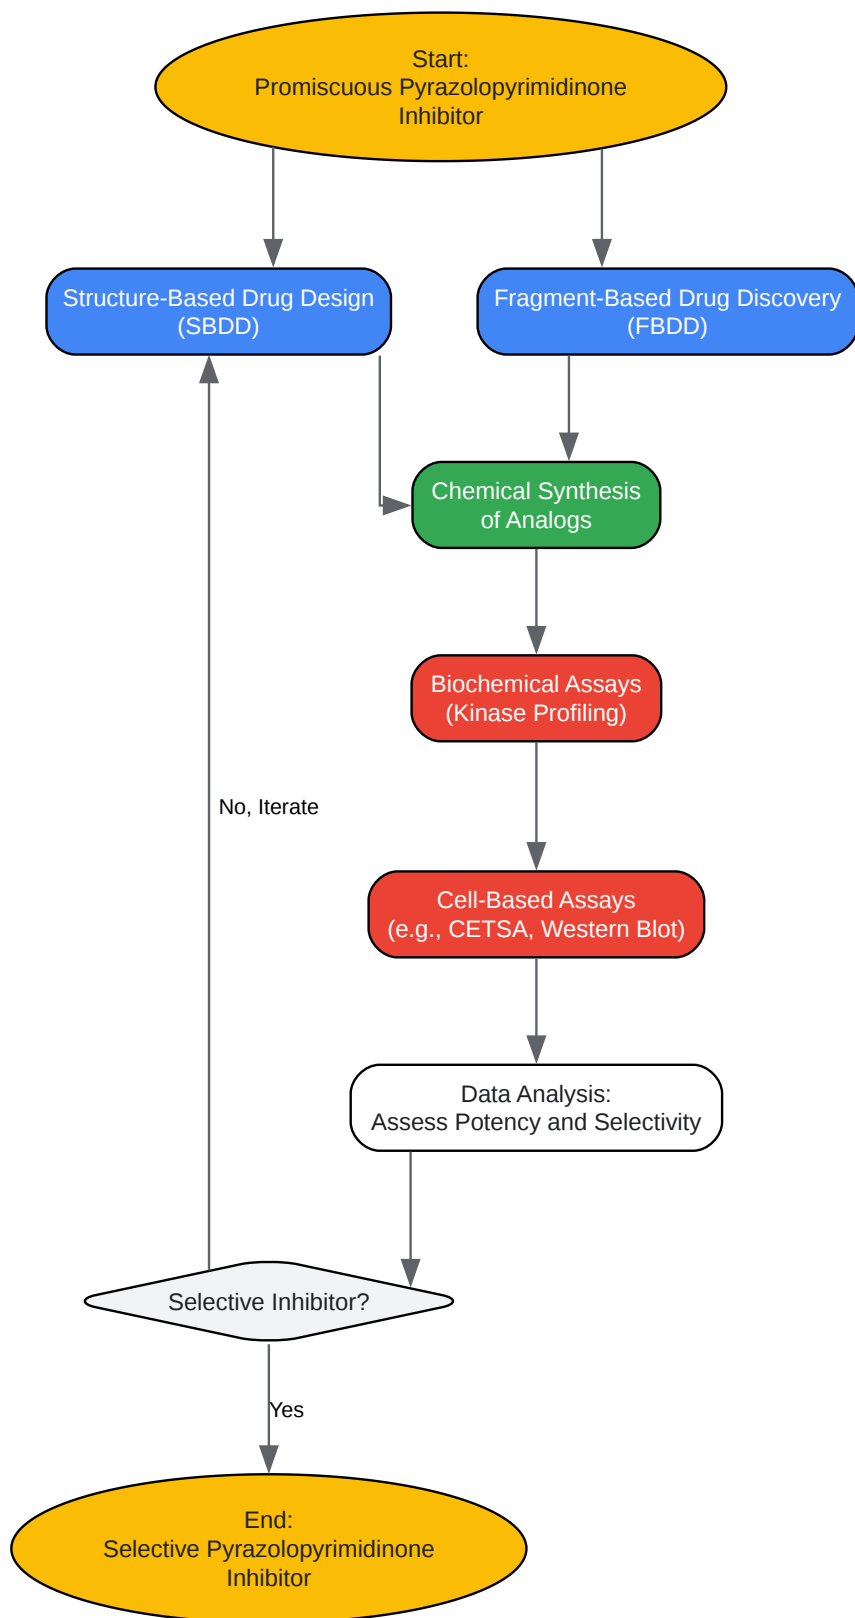 Start:
Promiscuous Pyrazolopyrimidinone
Inhibitor
Structure-Based Drug Design
(SBDD)
Fragment-Based Drug Discovery
(FBDD)
Chemical Synthesis
of Analogs
Biochemical Assays
(Kinase Profiling)
No, Iterate
Cell-Based Assays
(e.g., CETSA, Western Blot)
Data Analysis:
Assess Potency and Selectivity
Selective Inhibitor?
Yes
End:
Selective Pyrazolopyrimidinone
Inhibitor